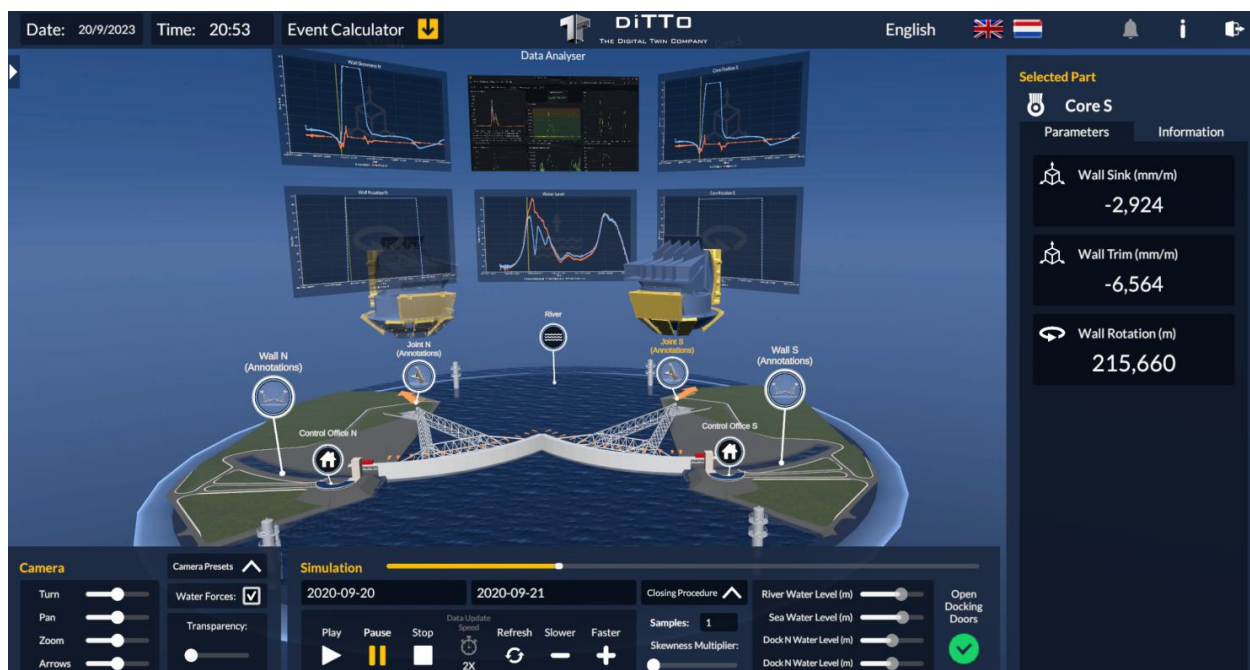 Date: 20/9/2023
Time: 20:53
Event Calculator
DiTTO
THE DIGITAL TWIN COMPANY
English
Data Analyser
Wall Skewness N
Core Position S
Wall Rotation N
Water Level
Core Rotation S
Selected Part
Core S
Parameters
Information
Wall Sink (mm/m)
-2,924
Wall Trim (mm/m)
-6,564
Wall Rotation (m)
215,660
River
Joint N
(Annotations)
Joint S
(Annotations)
Wall N
(Annotations)
Wall S
(Annotations)
Control Office N
Control Office S
Camera
Turn
Pan
Zoom
Arrows
Camera Presets
Water Forces:
Transparency:
Simulation
2020-09-20
2020-09-21
Play
Pause
Stop
Data Update
Speed
2X
Refresh
Slower
Faster
Closing Procedure
Samples: 1
Skewness Multiplier:
River Water Level (m)
Sea Water Level (m)
Dock N Water Level (m)
Dock N Water Level (m)
Open
Docking
Doors